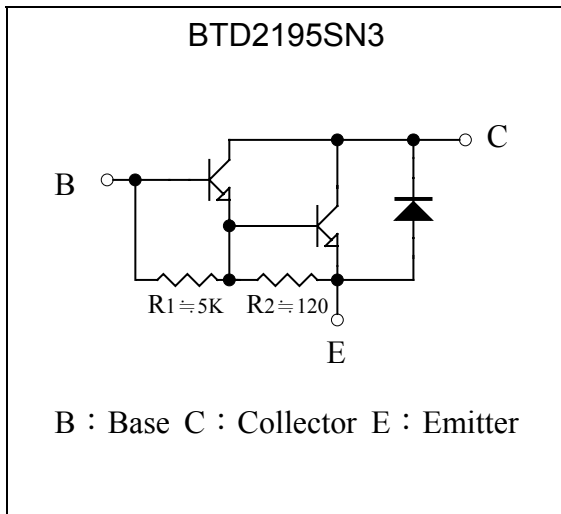 BTD2195SN3
C
B
R1≒5K R2≒120
E
B：Base C：Collector E：Emitter